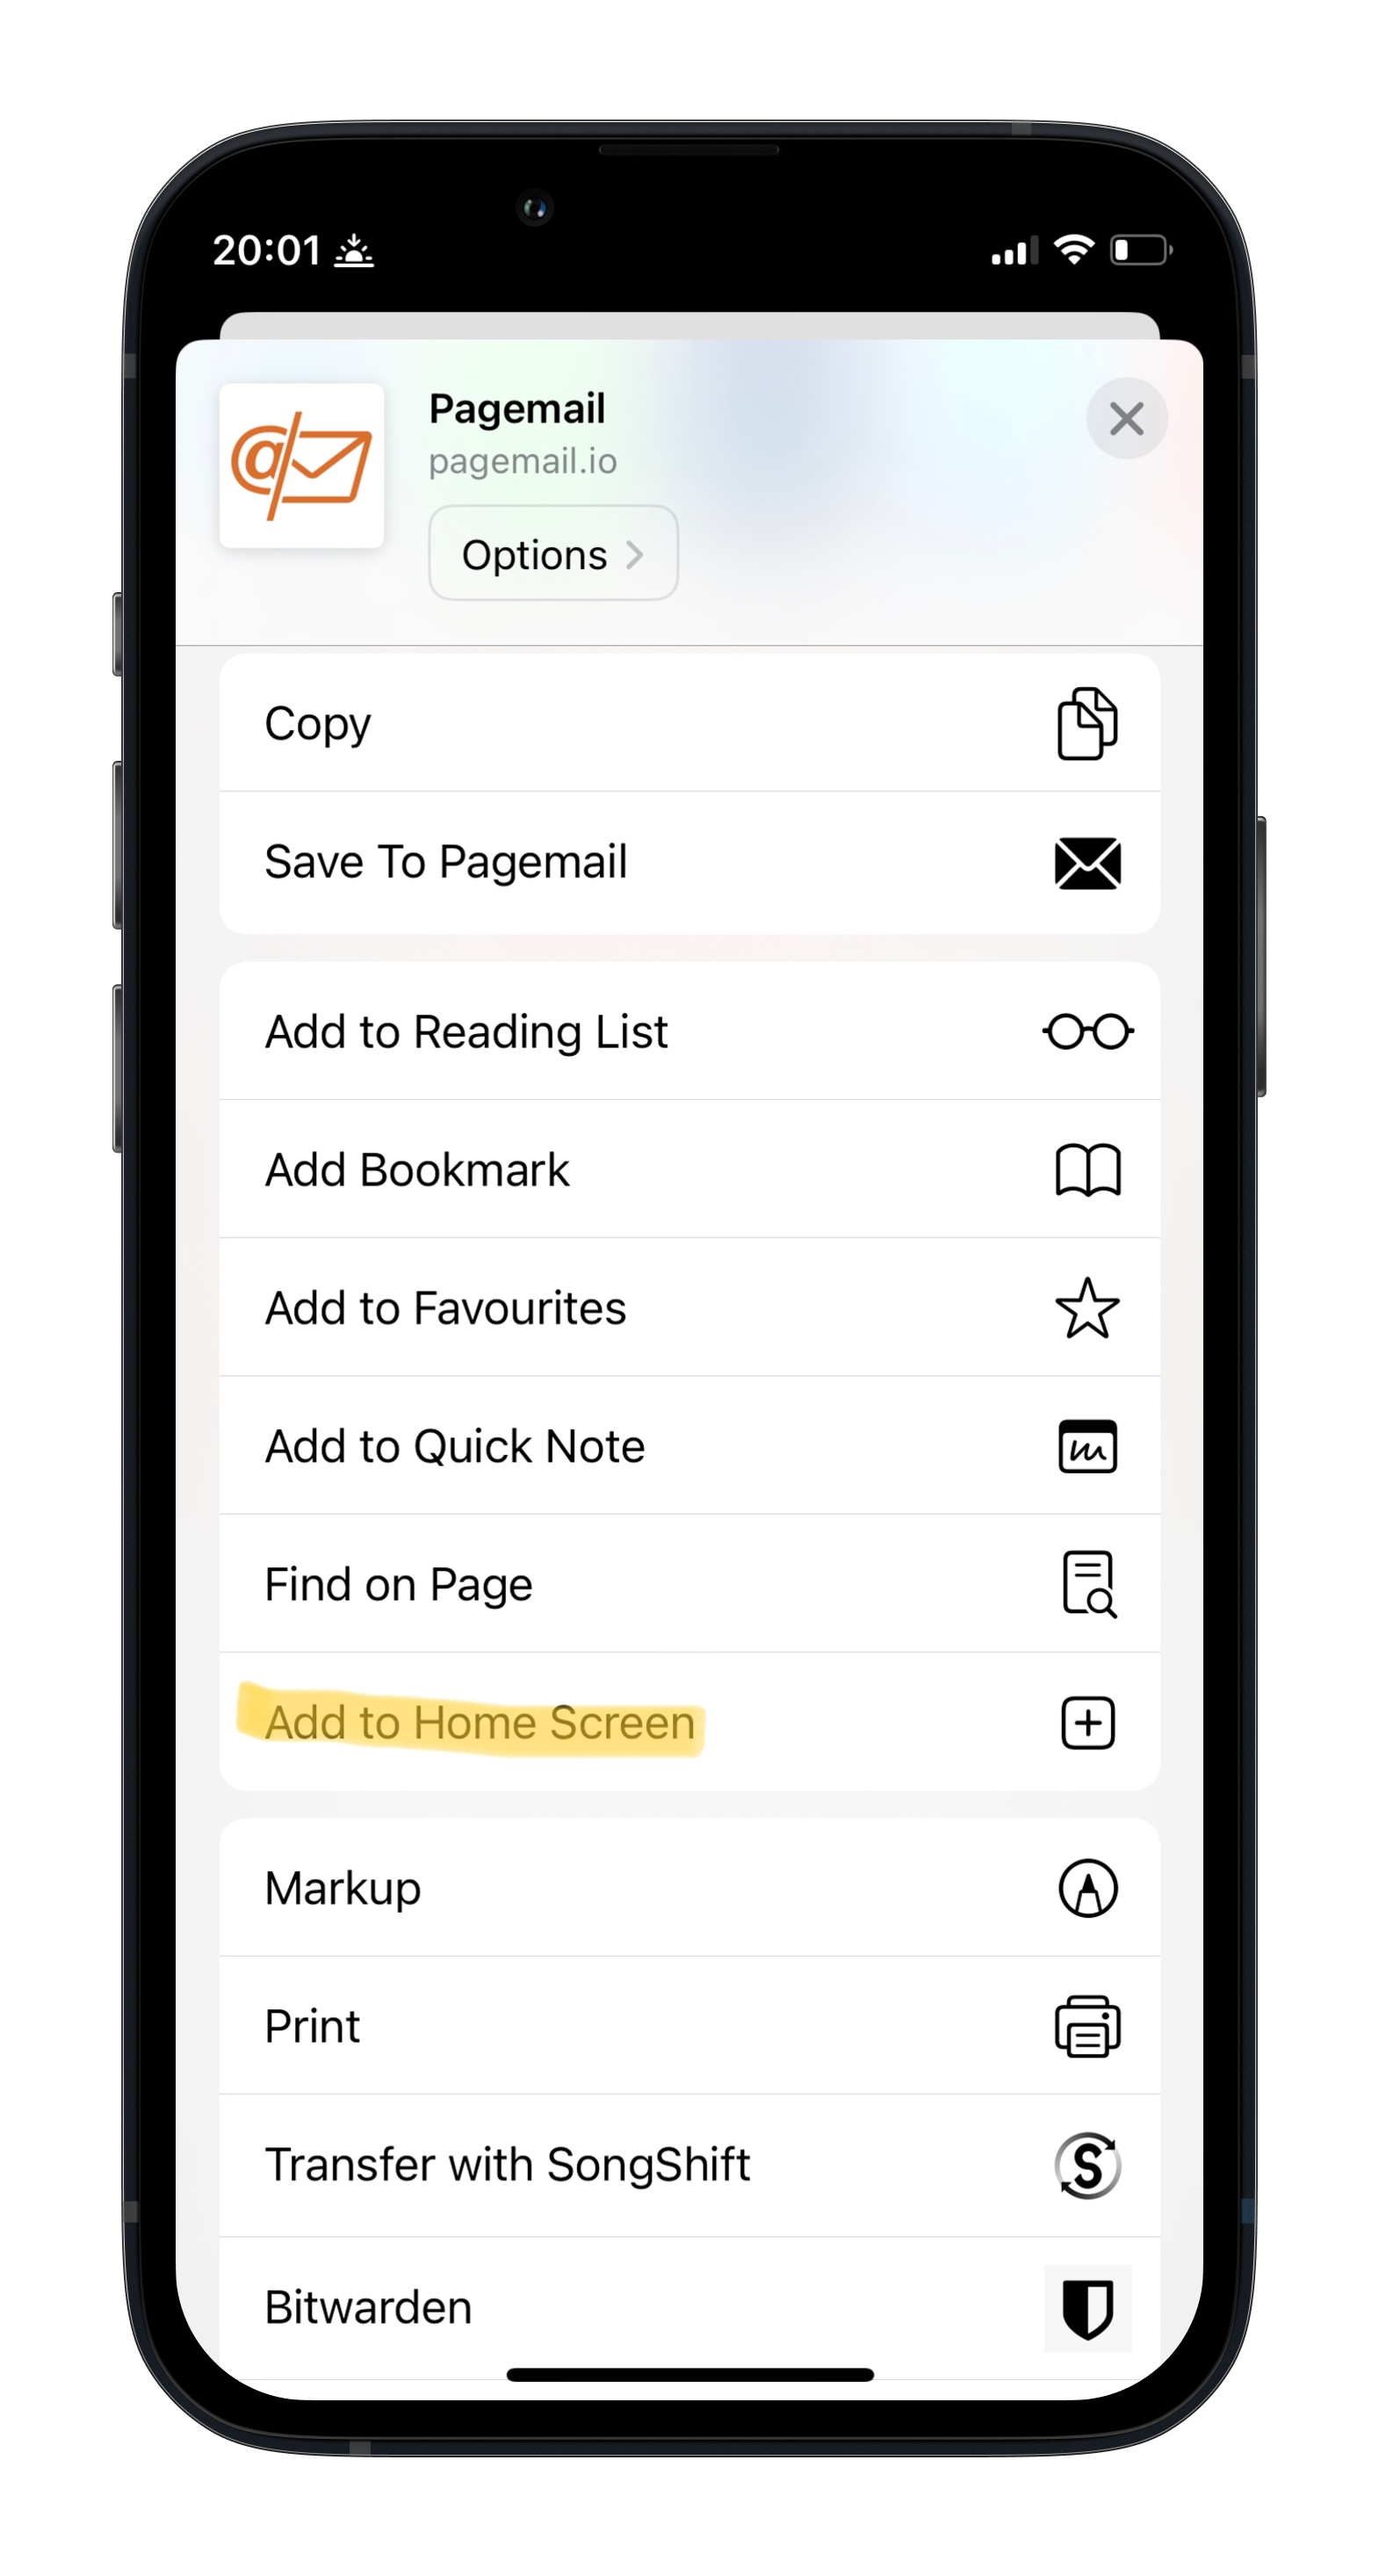 20:01
Pagemail
pagemail.io
Options
Copy
Save To Pagemail
Add to Reading List
Add Bookmark
Add to Favourites
Add to Quick Note
Find on Page
Add to Home Screen
Markup
Print
Transfer with SongShift
Bitwarden